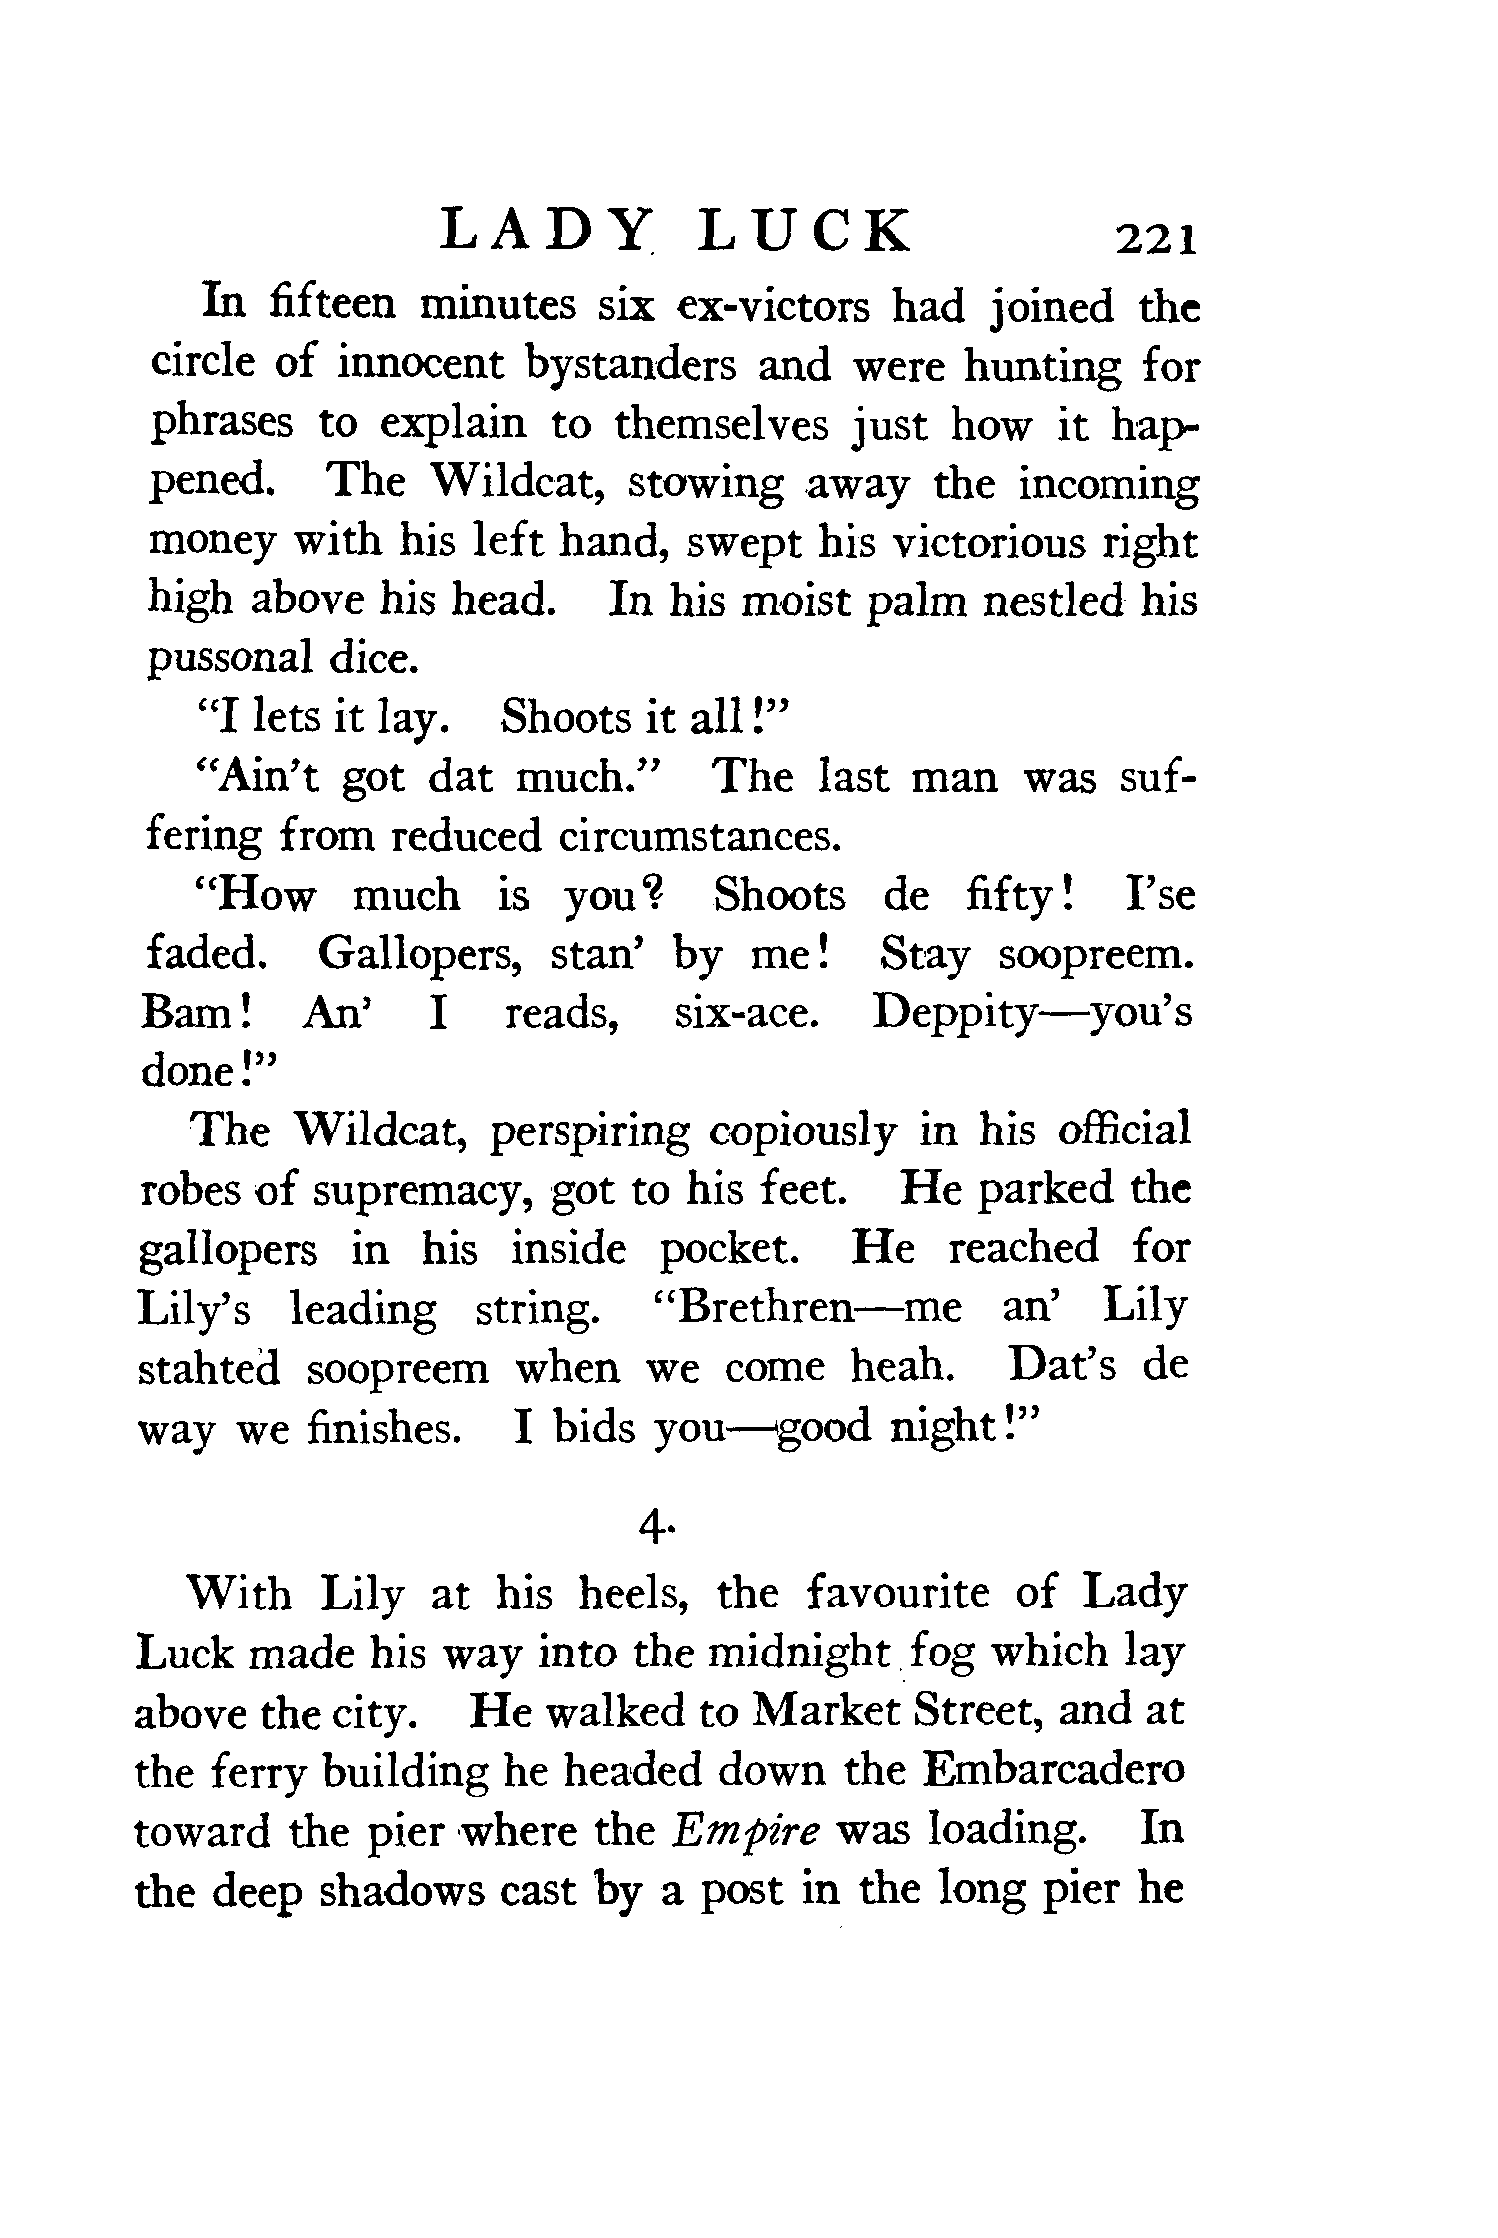 LADY LUCK 221
In fifteen minutes six ex-victors had joined the
circle of innocent bystanders and were hunting for
phrases to explain to themselves just how it hap-
pened. The Wildcat, stowing away the incoming
money with his left hand, swept his victorious right
high above his head. In his moist palm nestled his
pussonal dice.
“I lets it lay. Shoots it all!”
“Ain’t got dat much.” The last man was suf-
fering from reduced circumstances.
“How much is you? Shoots de fifty! I’se
faded. Gallopers, stan’ by me! Stay soopreem.
Bam! An’ I reads, six-ace. Deppity—you’s
done!”
The Wildcat, perspiring copiously in his official
robes of supremacy, got to his feet. He parked the
gallopers in his inside pocket. He reached for
Lily’s leading string. “Brethren—me an’ Lily
stahted soopreem when we come heah. Dat’s de
way we finishes. I bids you—good night!”
4.
With Lily at his heels, the favourite of Lady
Luck made his way into the midnight fog which lay
above the city. He walked to Market Street, and at
the ferry building he headed down the Embarcadero
toward the pier where the Empire was loading. In
the deep shadows cast by a post in the long pier he